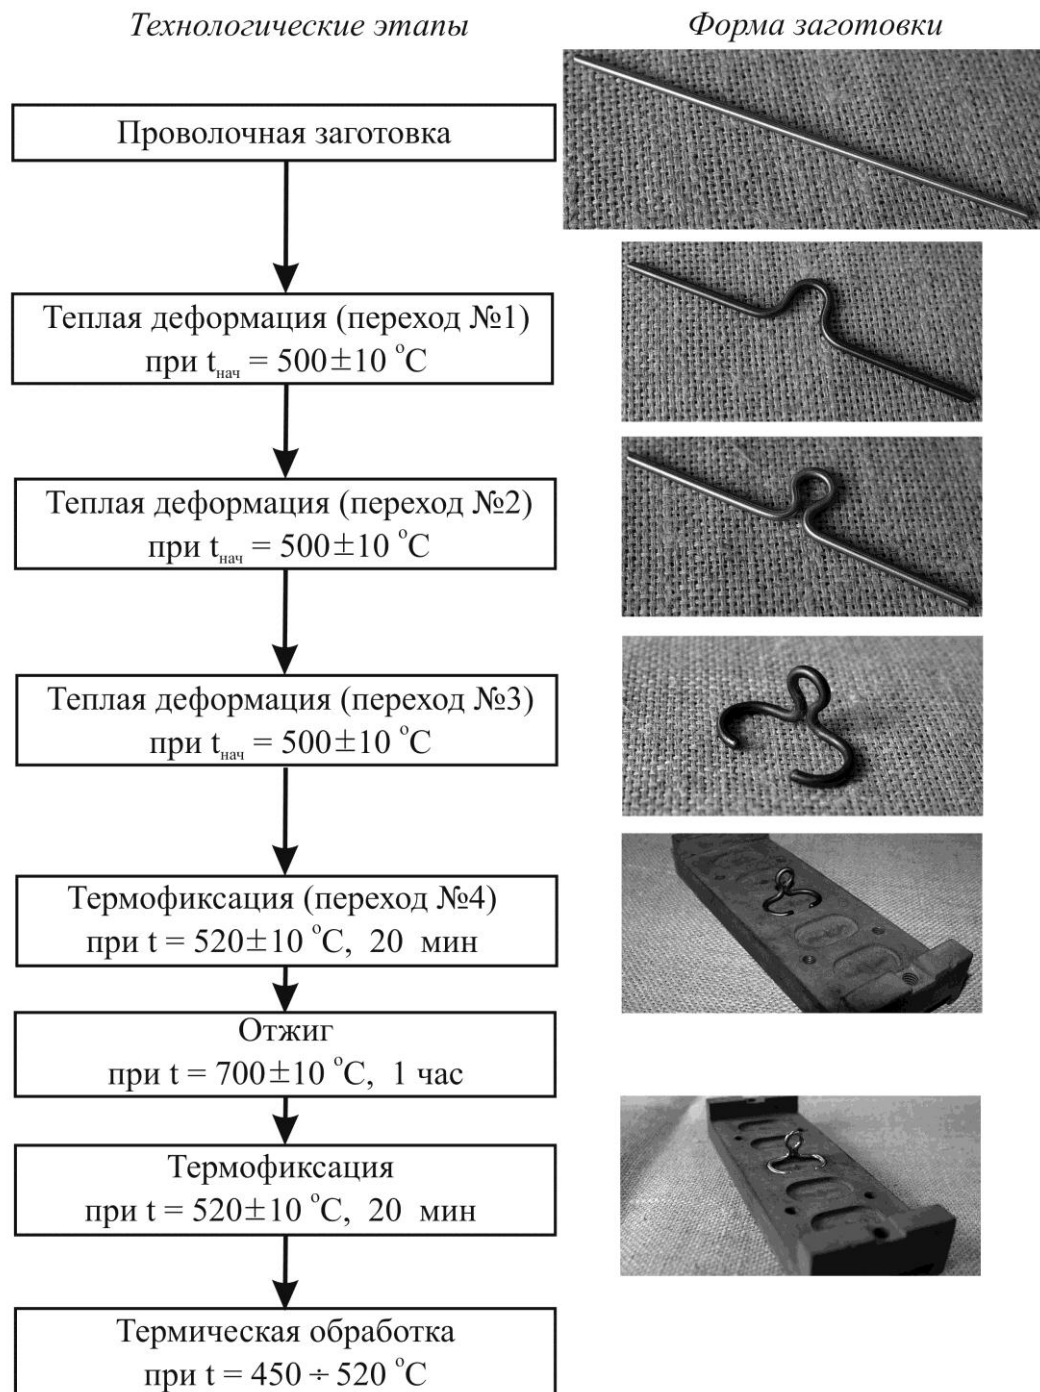 Технологические этапы
Форма заготовки
Проволочная заготовка
Теплая деформация (переход №1)
при tнач = 500±10 °C
Теплая деформация (переход №2)
при tнач = 500±10 °C
Теплая деформация (переход №3)
при tнач = 500±10 °C
Термофиксация (переход №4)
при t = 520±10 °C, 20 мин
Отжиг
при t = 700±10 °C, 1 час
Термофиксация
при t = 520±10 °C, 20 мин
Термическая обработка
при t = 450 ÷ 520 °C